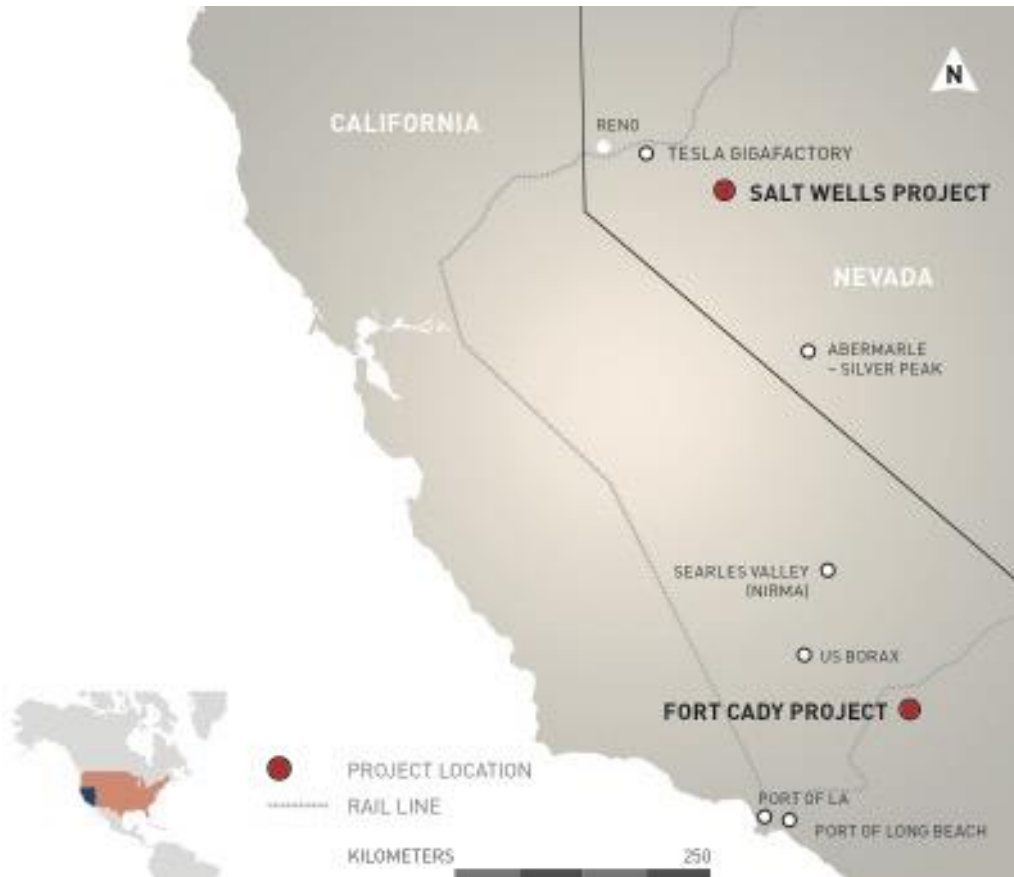 N
CALIFORNIA
RENO
TESLA GIGAFACTORY
SALT WELLS PROJECT
NEVADA
ABERMARLE
– SILVER PEAK
SEARLES VALLEY
(NIRMA)
US BORAX
FORT CADY PROJECT
PROJECT LOCATION
RAIL LINE
PORT OF LA
PORT OF LONG BEACH
KILOMETERS 250